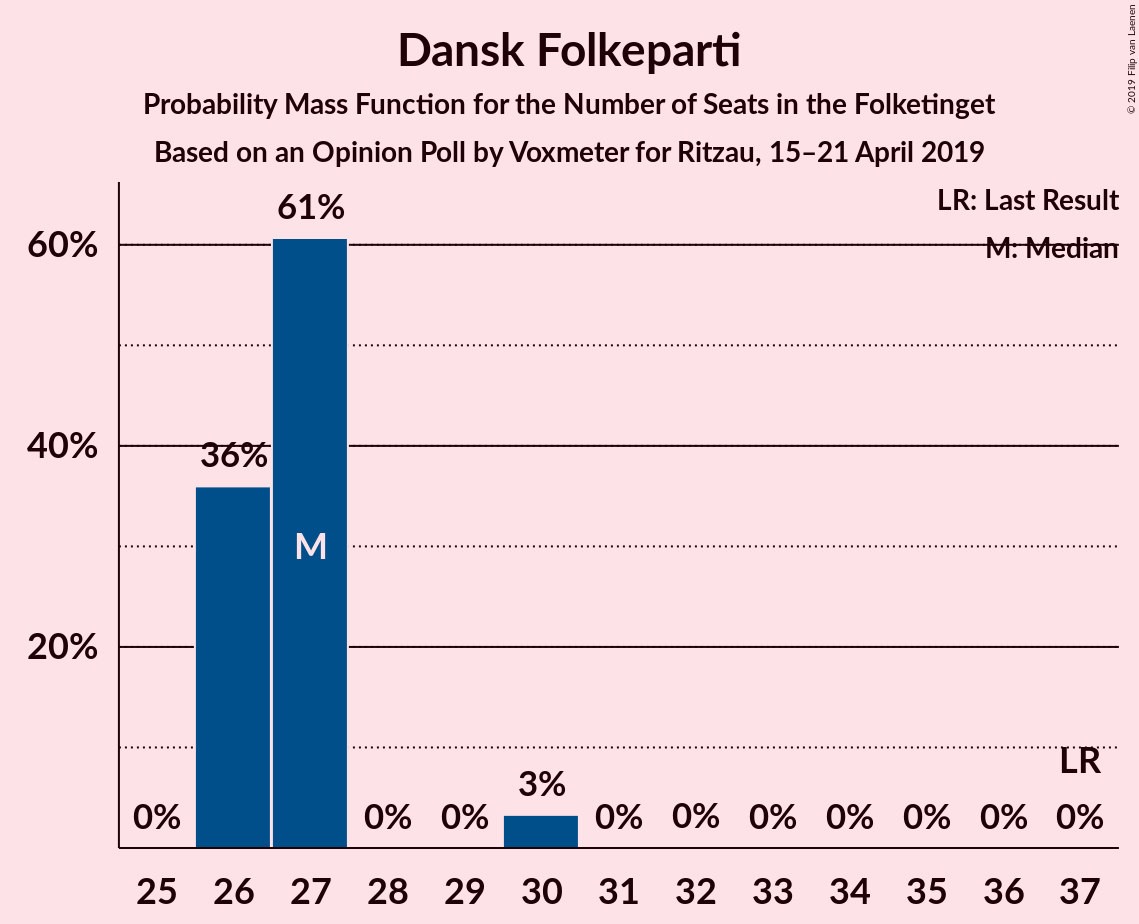 Dansk Folkeparti
Probability Mass Function for the Number of Seats in the Folketinget
Based on an Opinion Poll by Voxmeter for Ritzau, 15–21 April 2019
© 2019 Filip van Laenen
LR: Last Result
M: Median
61%
60%
40%
36%
M
20%
LR
3%
0% 0% 0% 0% 0% 0% 0% 0% 0% 0%
25 26 27 28 29 30 31 32 33 34 35 36 37